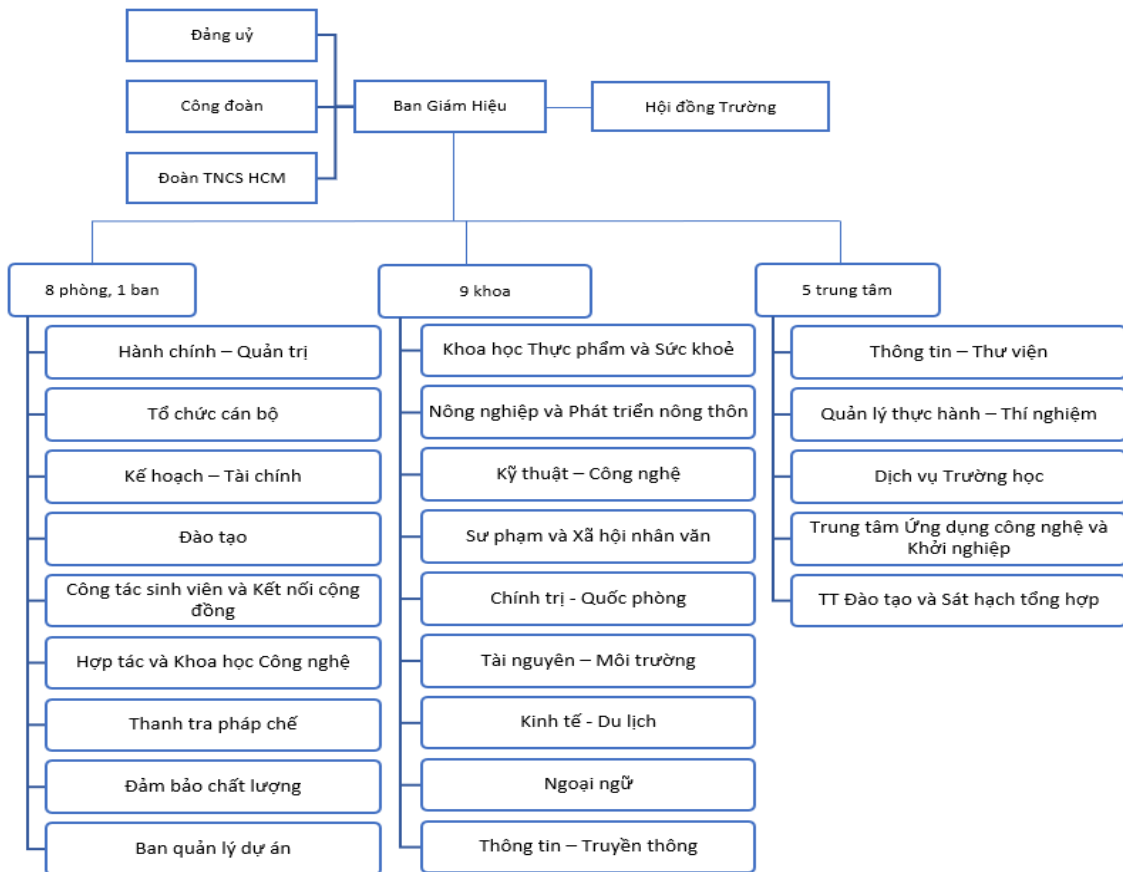 Đảng uỷ
Công đoàn
Ban Giám Hiệu
Hội đồng Trường
Đoàn TNCS HCM
8 phòng, 1 ban
Hành chính – Quản trị
Tổ chức cán bộ
Kế hoạch – Tài chính
Đào tạo
Công tác sinh viên và Kết nối cộng
đồng
Hợp tác và Khoa học Công nghệ
Thanh tra pháp chế
Đảm bảo chất lượng
Ban quản lý dự án
9 khoa
Khoa học Thực phẩm và Sức khoẻ
Nông nghiệp và Phát triển nông thôn
Kỹ thuật – Công nghệ
Sư phạm và Xã hội nhân văn
Chính trị - Quốc phòng
Tài nguyên – Môi trường
Kinh tế - Du lịch
Ngoại ngữ
Thông tin – Truyền thông
5 trung tâm
Thông tin – Thư viện
Quản lý thực hành – Thí nghiệm
Dịch vụ Trường học
Trung tâm Ứng dụng công nghệ và
Khởi nghiệp
TT Đào tạo và Sát hạch tổng hợp